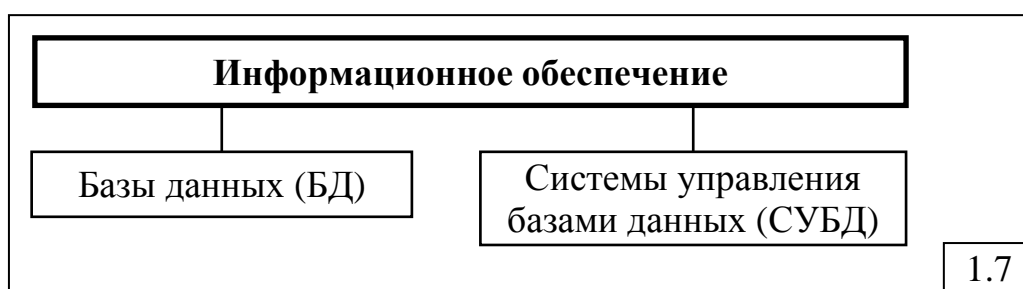 Информационное обеспечение
Базы данных (БД)
Системы управления
базами данных (СУБД)
1.7